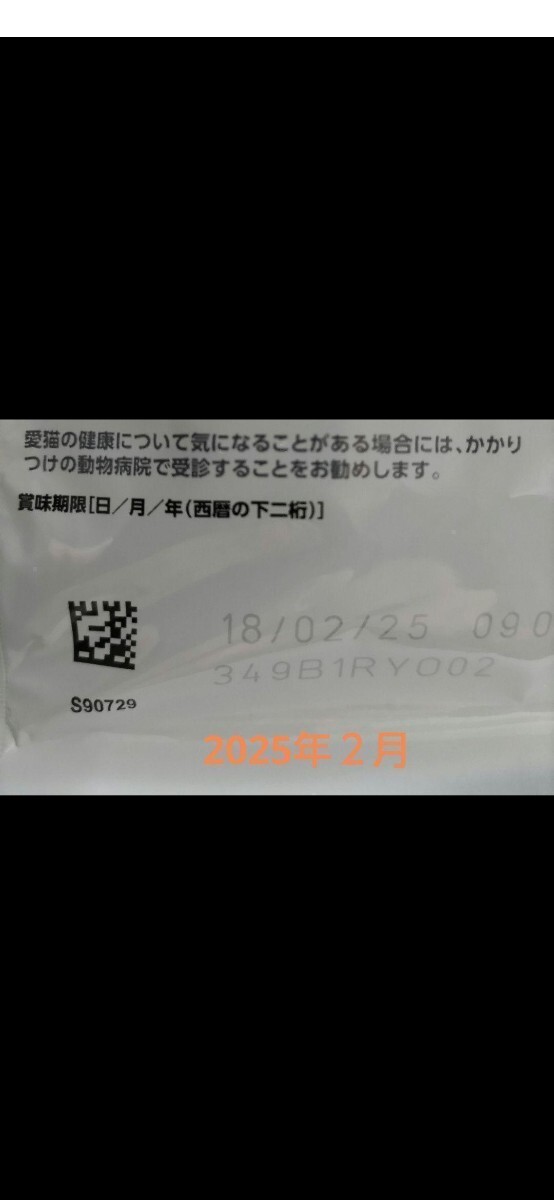 愛猫の健康について気になることがある場合には、かかり
つけの動物病院で受診することをお勧めします。
賞味期限[日／月／年(西暦の下二桁)]
18/02/25 090
349B1RY002
S90729
2025年２月